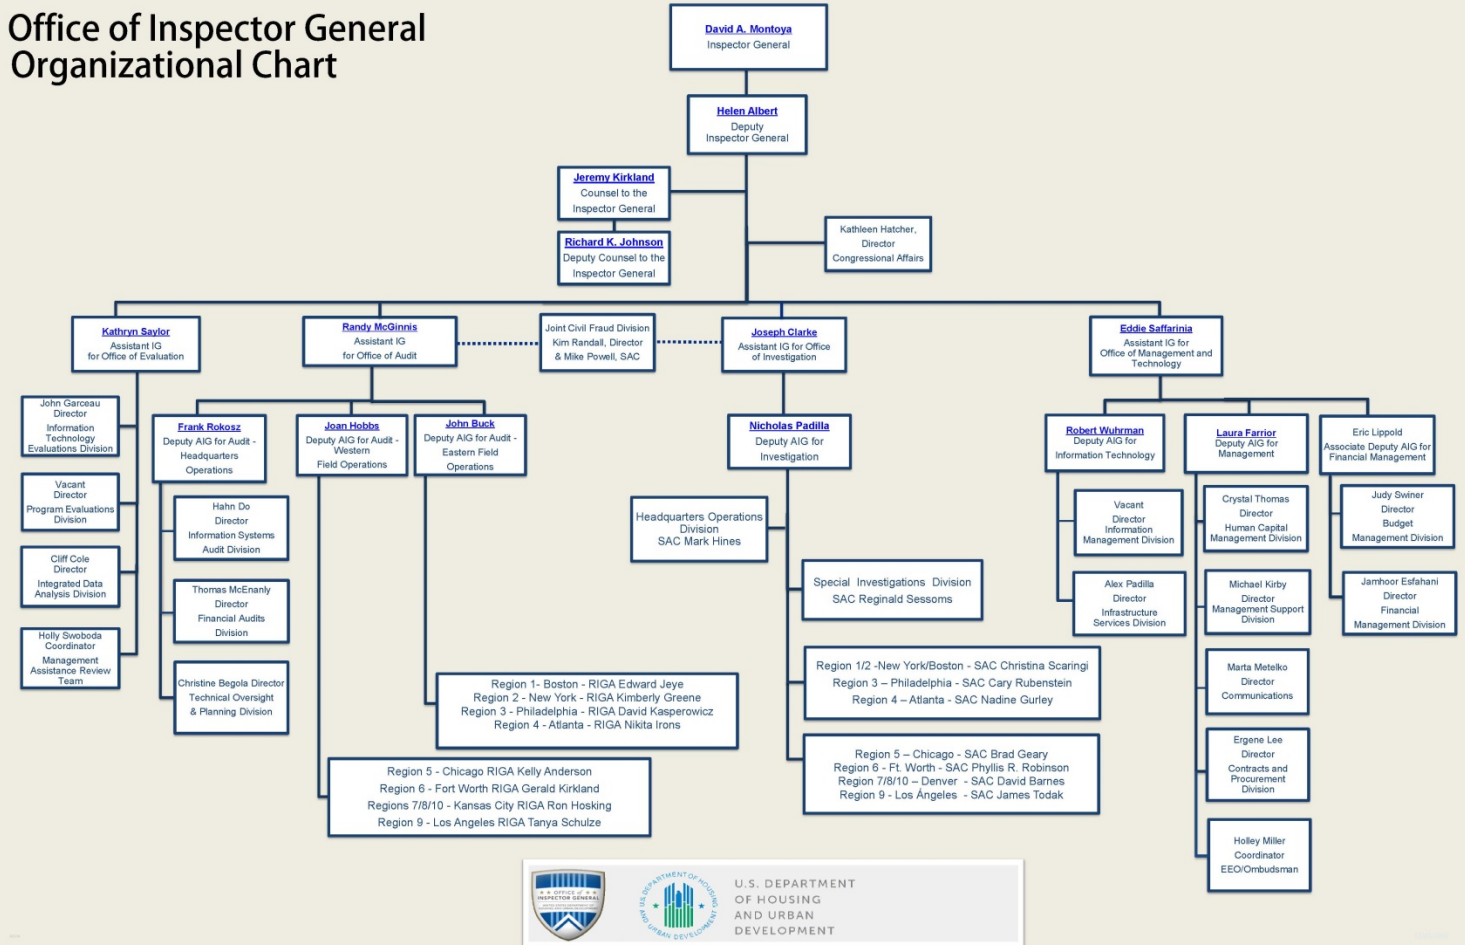 Office of Inspector General
Organizational Chart
David A. Montoya
Inspector General
Helen Albert
Deputy
Inspector General
Jeremy Kirkland
Counsel to the
Inspector General
Richard K. Johnson
Deputy Counsel to the
Inspector General
Kathleen Hatcher,
Director
Congressional Affairs
Kathryn Saylor
Assistant IG
for Office of Evaluation
Randy McGinnis
Assistant IG
for Office of Audit
Joint Civil Fraud Division
Kim Randall, Director
& Mike Powell, SAC
Joseph Clarke
Assistant IG for Office
of Investigation
Eddie Saffarinia
Assistant IG for
Office of Management and
Technology
John Garceau
Director
Information
Technology
Evaluations Division
Vacant
Director
Program Evaluations
Division
Cliff Cole
Director
Integrated Data
Analysis Division
Holly Swoboda
Coordinator
Management
Assistance Review
Team
Frank Rokosz
Deputy AIG for Audit -
Headquarters
Operations
Hahn Do
Director
Information Systems
Audit Division
Thomas McEnanly
Director
Financial Audits
Division
Christine Begola Director
Technical Oversight
& Planning Division
Joan Hobbs
Deputy AIG for Audit -
Western
Field Operations
John Buck
Deputy AIG for Audit -
Eastern Field
Operations
Region 1- Boston - RIGA Edward Jeye
Region 2 - New York - RIGA Kimberly Greene
Region 3 - Philadelphia - RIGA David Kasperowicz
Region 4 - Atlanta - RIGA Nikita Irons
Region 5 - Chicago RIGA Kelly Anderson
Region 6 - Fort Worth RIGA Gerald Kirkland
Regions 7/8/10 - Kansas City RIGA Ron Hosking
Region 9 - Los Angeles RIGA Tanya Schulze
Nicholas Padilla
Deputy AIG for
Investigation
Headquarters Operations
Division
SAC Mark Hines
Special Investigations Division
SAC Reginald Sessoms
Region 1/2 -New York/Boston - SAC Christina Scaringi
Region 3 – Philadelphia - SAC Cary Rubenstein
Region 4 – Atlanta - SAC Nadine Gurley
Region 5 – Chicago - SAC Brad Geary
Region 6 - Ft. Worth - SAC Phyllis R. Robinson
Region 7/8/10 – Denver - SAC David Barnes
Region 9 - Los Ángeles - SAC James Todak
Robert Wuhrman
Deputy AIG for
Information Technology
Vacant
Director
Information
Management Division
Alex Padilla
Director
Infrastructure
Services Division
Laura Farrior
Deputy AIG for
Management
Crystal Thomas
Director
Human Capital
Management Division
Michael Kirby
Director
Management Support
Division
Marta Metelko
Director
Communications
Ergene Lee
Director
Contracts and
Procurement
Division
Holley Miller
Coordinator
EEO/Ombudsman
Eric Lippold
Associate Deputy AIG for
Financial Management
Judy Swiner
Director
Budget
Management Division
Jamhoor Esfahani
Director
Financial
Management Division
OFFICE of
INSPECTOR GENERAL
U.S. DEPARTMENT OF HOUSING
AND URBAN DEVELOPMENT
U.S. DEPARTMENT
OF HOUSING
AND URBAN
DEVELOPMENT